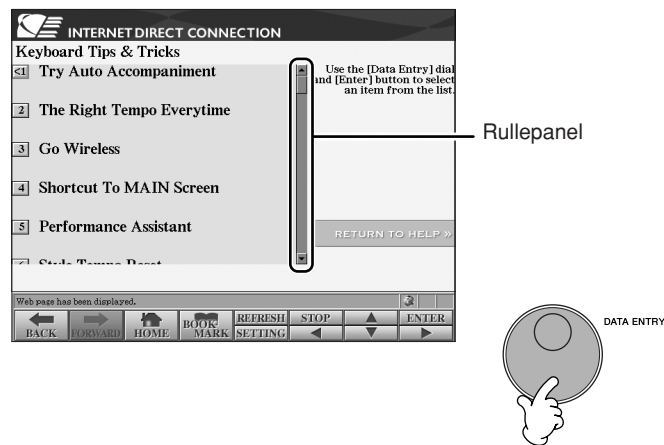 INTERNET DIRECT CONNECTION
Keyboard Tips & Tricks
<1 Try Auto Accompaniment
2 The Right Tempo Everytime
3 Go Wireless
4 Shortcut To MAIN Screen
5 Performance Assistant
Style Tempo Reset
Use the [Data Entry] dial
and [Enter] button to select
an item from the list.
RETURN TO HELP »
Rullepanel
Web page has been displayed.
BACK FORWARD HOME BOOK-MARK REFRESH STOP ENTER
SETTING
DATA ENTRY